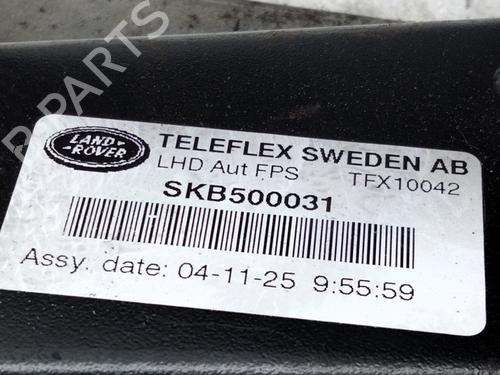 B PARTS
LAND
ROVER
TELEFLEX SWEDEN AB
LHD Aut FPS TFX10042
SKB500031
Assy. date: 04-11-25 9:55:59